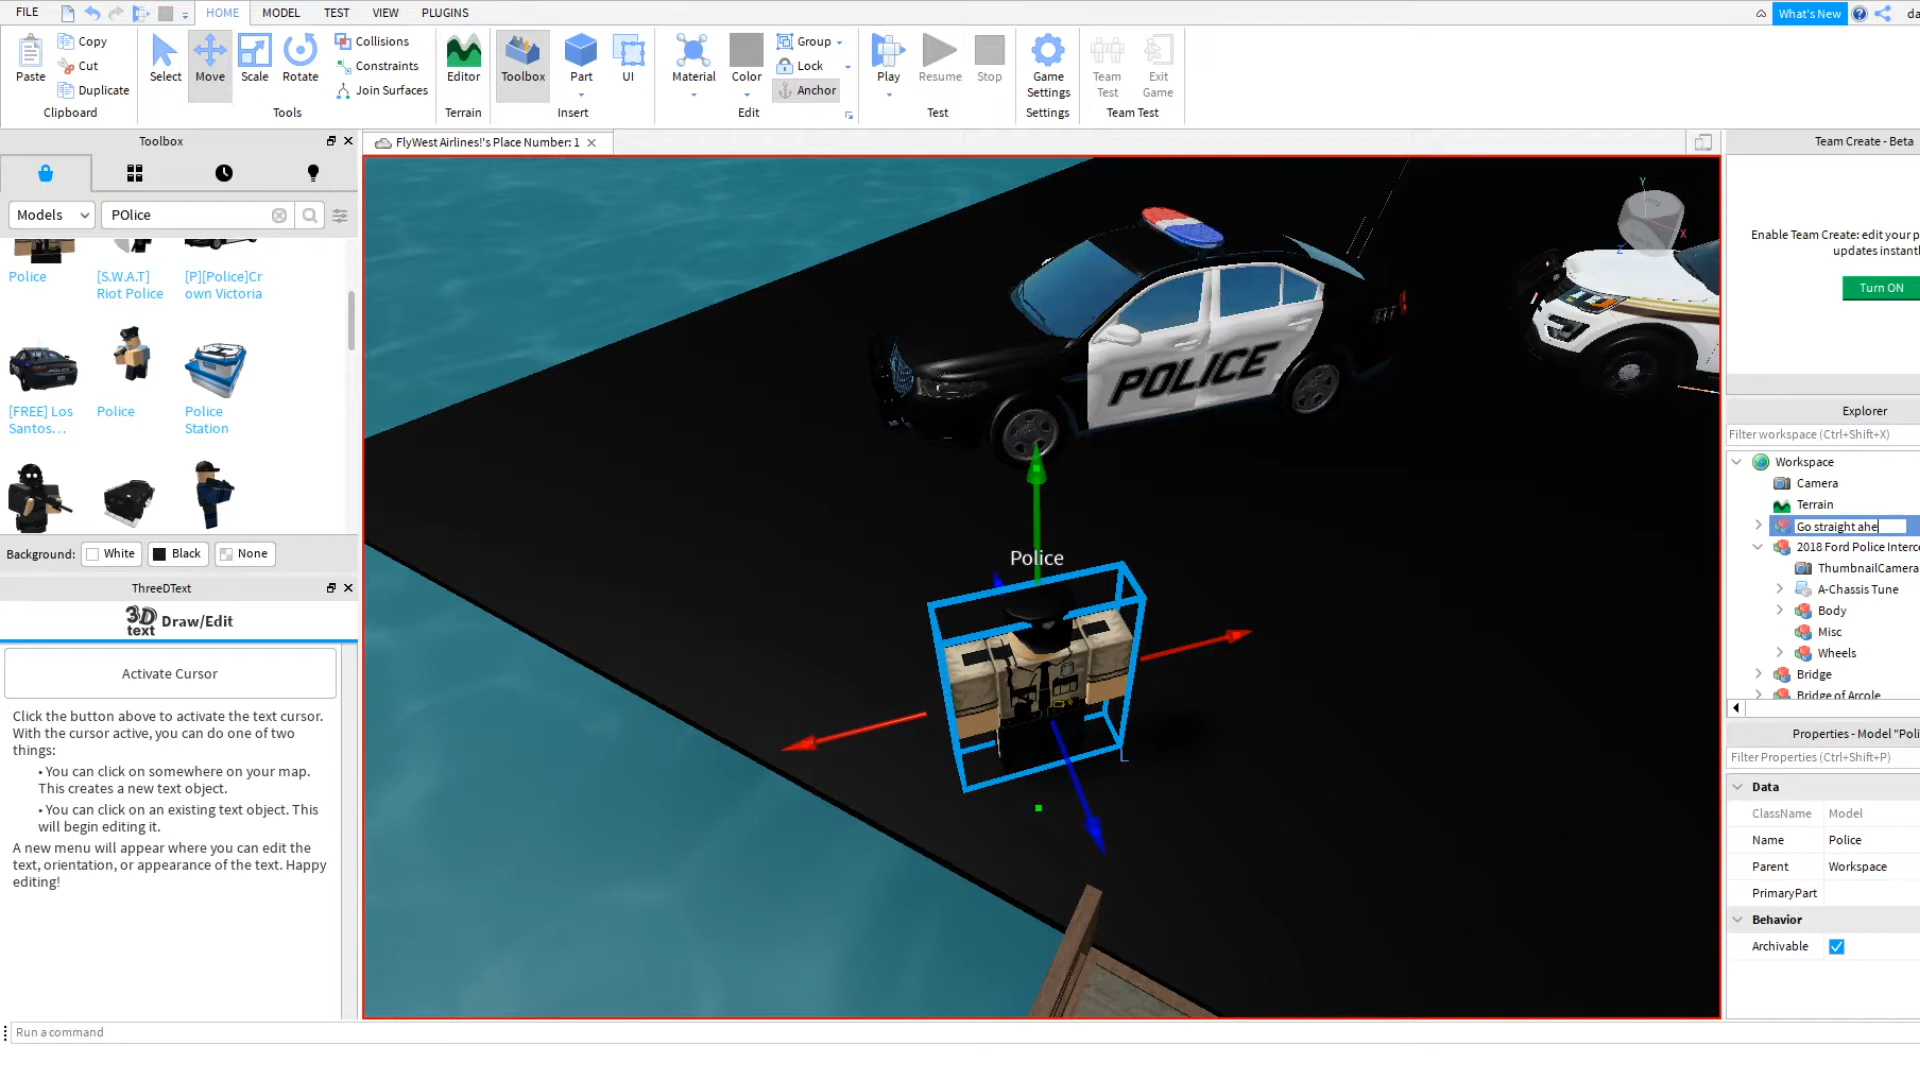 FILE
HOME
MODEL
TEST
VIEW
PLUGINS
What's New
da
Paste
Copy
Cut
Duplicate
Clipboard
Select
Move
Scale
Rotate
Collisions
Constraints
Join Surfaces
Tools
Editor
Terrain
Toolbox
Part
UI
Insert
Material
Color
Group
Lock
Anchor
Edit
Play
Resume
Stop
Test
Game
Settings
Settings
Team
Test
Exit
Game
Team Test
Toolbox
Models
POlice
Police
[S.W.A.T]
Riot Police
[P][Police]Cr
own Victoria
[FREE] Los
Santos...
Police
Police
Station
Background:
White
Black
None
ThreeDText
3D
text
Draw/Edit
Activate Cursor
Click the button above to activate the text cursor.
With the cursor active, you can do one of two
things:
• You can click on somewhere on your map.
This creates a new text object.
• You can click on an existing text object. This
will begin editing it.
A new menu will appear where you can edit the
text, orientation, or appearance of the text. Happy
editing!
FlyWest Airlines!'s Place Number: 1
POLICE
Police
Y
X
Z
Team Create - Beta
Enable Team Create: edit your p
updates instant
Turn ON
Explorer
Filter workspace (Ctrl+Shift+X)
Workspace
Camera
Terrain
Go straight ahe
2018 Ford Police Interce
ThumbnailCamera
A-Chassis Tune
Body
Misc
Wheels
Bridge
Bridge of Arcole
Properties - Model "Poli
Filter Properties (Ctrl+Shift+P)
Data
ClassName Model
Name Police
Parent Workspace
PrimaryPart
Behavior
Archivable
Run a command